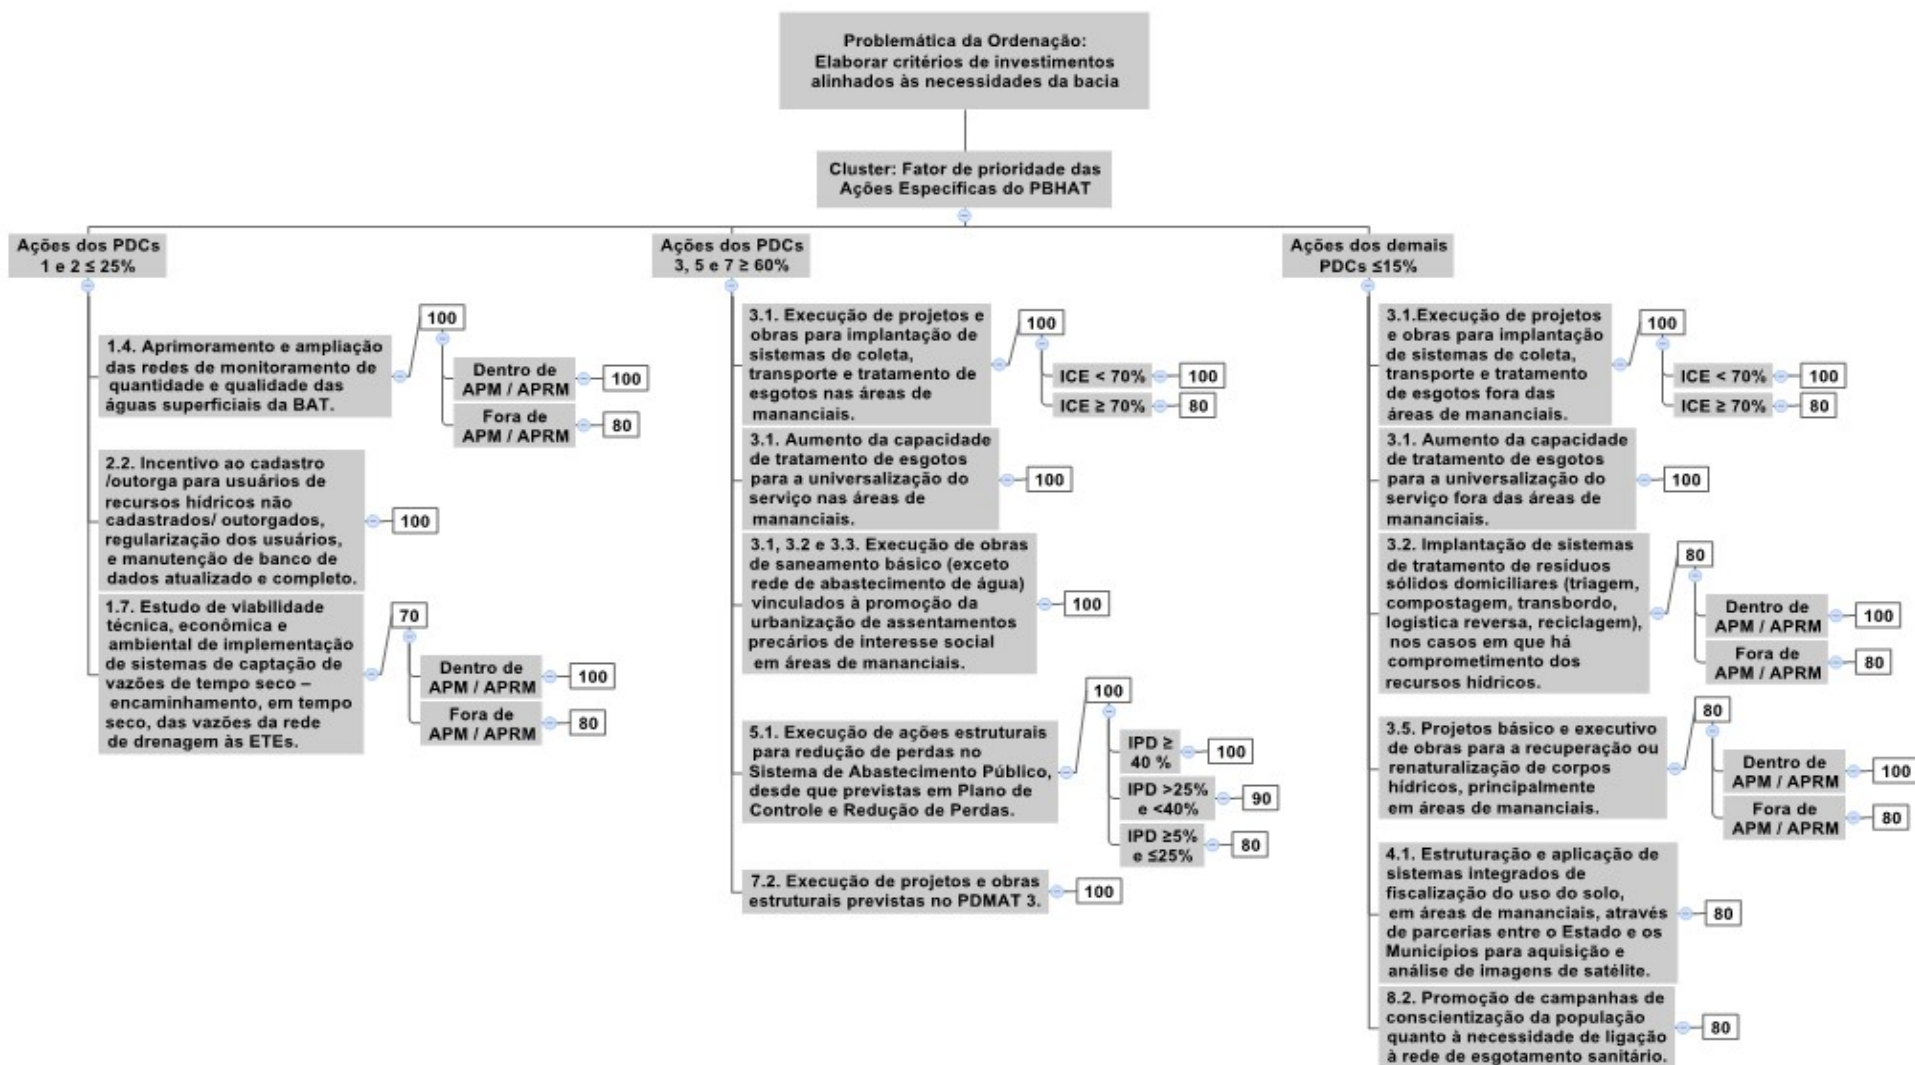 Problemática da Ordenação:
Elaborar critérios de investimentos
alinhados às necessidades da bacia
Cluster: Fator de prioridade das
Ações Específicas do PBHAT
Ações dos PDCs
1 e 2 ≤ 25%
1.4. Aprimoramento e ampliação
das redes de monitoramento de
quantidade e qualidade das
águas superficiais da BAT.
100
Dentro de
APM / APRM
100
Fora de
APM / APRM
80
2.2. Incentivo ao cadastro
/outorga para usuários de
recursos hídricos não
cadastrados/ outorgados,
regularização dos usuários,
e manutenção de banco de
dados atualizado e completo.
100
1.7. Estudo de viabilidade
técnica, econômica e
ambiental de implementação
de sistemas de captação de
vazões de tempo seco –
encaminhamento, em tempo
seco, das vazões da rede
de drenagem às ETEs.
70
Dentro de
APM / APRM
100
Fora de
APM / APRM
80
Ações dos PDCs
3, 5 e 7 ≥ 60%
3.1. Execução de projetos e
obras para implantação de
sistemas de coleta,
transporte e tratamento de
esgotos nas áreas de
mananciais.
100
ICE < 70%
100
ICE ≥ 70%
80
3.1. Aumento da capacidade
de tratamento de esgotos
para a universalização do
serviço nas áreas de
mananciais.
100
3.1, 3.2 e 3.3. Execução de obras
de saneamento básico (exceto
rede de abastecimento de água)
vinculados à promoção da
urbanização de assentamentos
precários de interesse social
em áreas de mananciais.
100
5.1. Execução de ações estruturais
para redução de perdas no
Sistema de Abastecimento Público,
desde que previstas em Plano de
Controle e Redução de Perdas.
100
IPD ≥
40 %
100
IPD >25%
e <40%
90
IPD ≥5%
e ≤25%
80
7.2. Execução de projetos e obras
estruturais previstas no PDMAT 3.
100
Ações dos demais
PDCs ≤15%
3.1.Execução de projetos
e obras para implantação
de sistemas de coleta,
transporte e tratamento
de esgotos fora das
áreas de mananciais.
100
ICE < 70%
100
ICE ≥ 70%
80
3.1. Aumento da capacidade
de tratamento de esgotos
para a universalização do
serviço fora das áreas de
mananciais.
100
3.2. Implantação de sistemas
de tratamento de resíduos
sólidos domiciliares (triagem,
compostagem, transbordo,
logística reversa, reciclagem),
nos casos em que há
comprometimento dos
recursos hídricos.
80
Dentro de
APM / APRM
100
Fora de
APM / APRM
80
3.5. Projetos básico e executivo
de obras para a recuperação ou
renaturalização de corpos
hídricos, principalmente
em áreas de mananciais.
80
Dentro de
APM / APRM
100
Fora de
APM / APRM
80
4.1. Estruturação e aplicação de
sistemas integrados de
fiscalização do uso do solo,
em áreas de mananciais, através
de parcerias entre o Estado e os
Municípios para aquisição e
análise de imagens de satélite.
80
8.2. Promoção de campanhas de
conscientização da população
quanto à necessidade de ligação
à rede de esgotamento sanitário.
80